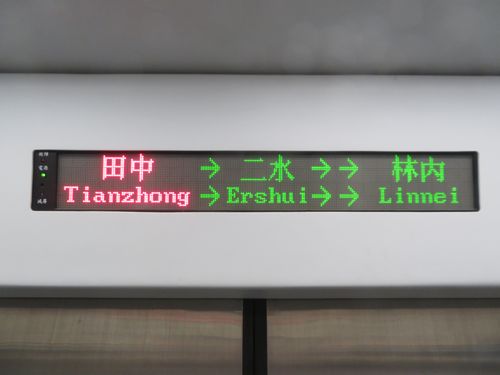 田中 → 二水 → → 林内
Tianzhong → Ershui → → Linnei